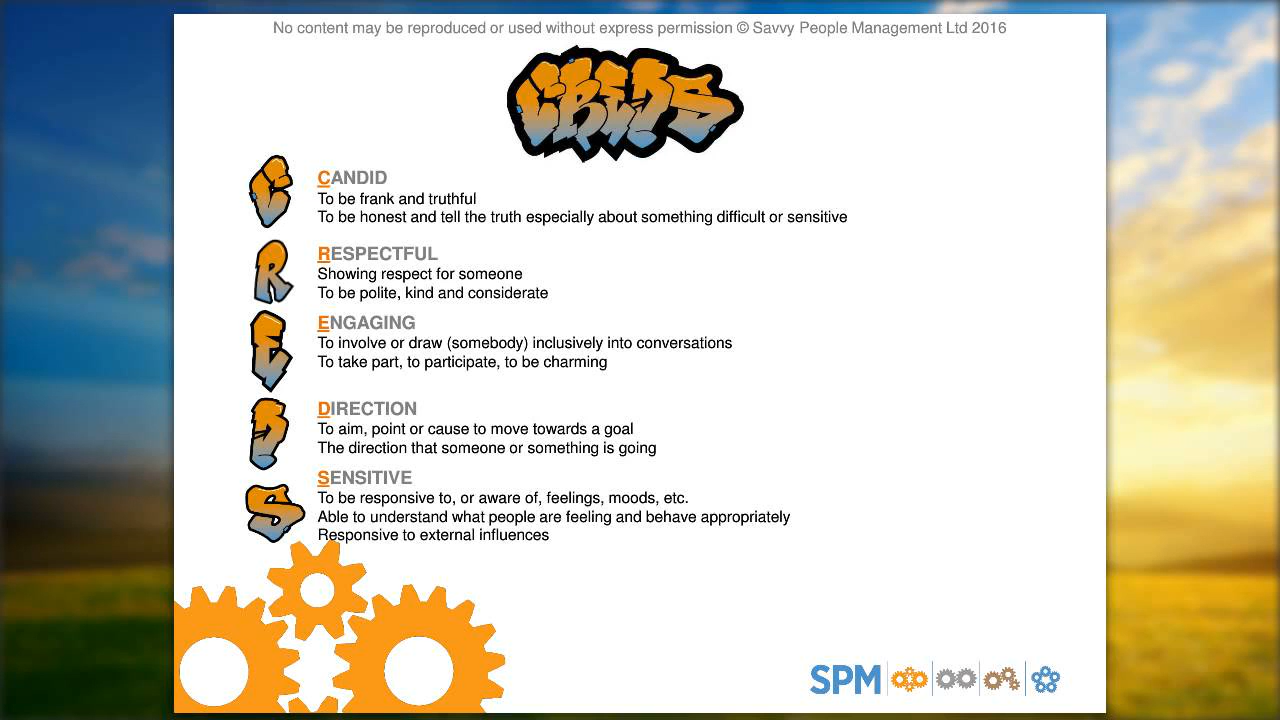 No content may be reproduced or used without express permission © Savvy People Management Ltd 2016
CREDS
C
CANDID
To be frank and truthful
To be honest and tell the truth especially about something difficult or sensitive
R
RESPECTFUL
Showing respect for someone
To be polite, kind and considerate
E
ENGAGING
To involve or draw (somebody) inclusively into conversations
To take part, to participate, to be charming
D
DIRECTION
To aim, point or cause to move towards a goal
The direction that someone or something is going
S
SENSITIVE
To be responsive to, or aware of, feelings, moods, etc.
Able to understand what people are feeling and behave appropriately
Responsive to external influences
SPM